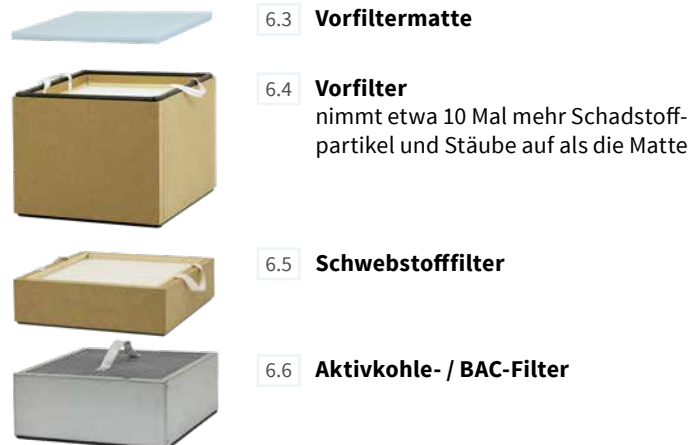 6.3 Vorfiltermatte
6.4 Vorfilter
nimmt etwa 10 Mal mehr Schadstoff-
partikel und Stäube auf als die Matte
6.5 Schwebstofffilter
6.6 Aktivkohle- / BAC-Filter